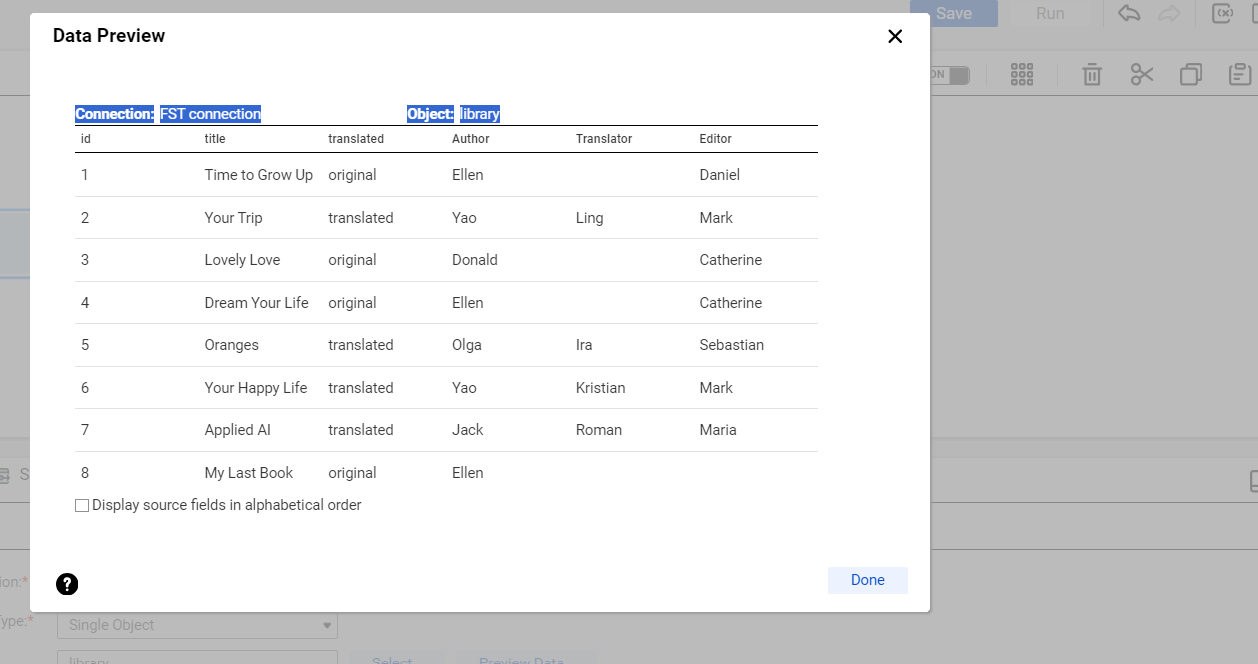 Save Run
Data Preview
ON
Connection: FST connection Object: library
id title translated Author Translator Editor
1 Time to Grow Up original Ellen Daniel
2 Your Trip translated Yao Ling Mark
3 Lovely Love original Donald Catherine
4 Dream Your Life original Ellen Catherine
5 Oranges translated Olga Ira Sebastian
6 Your Happy Life translated Yao Kristian Mark
7 Applied AI translated Jack Roman Maria
8 My Last Book original Ellen
S
Display source fields in alphabetical order
Done
ion:*
ype:* Single Object
library Select Preview Data